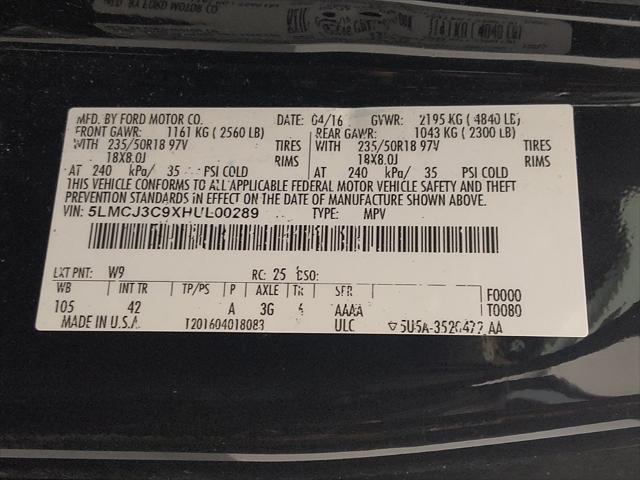 MFD. BY FORD MOTOR CO. DATE: 04/16 GVWR: 2195 KG (4840 LB)
FRONT GAWR: 1161 KG (2560 LB) REAR GAWR: 1043 KG (2300 LB)
WITH 235/50R18 97V TIRES WITH 235/50R18 97V TIRES
18X8.0J RIMS 18X8.0J RIMS
AT 240 kPa/ 35 PSI COLD AT 240 kPa/ 35 PSI COLD
THIS VEHICLE CONFORMS TO ALL APPLICABLE FEDERAL MOTOR VEHICLE SAFETY AND THEFT
PREVENTION STANDARDS IN EFFECT ON THE DATE OF MANUFACTURE SHOWN ABOVE.
VIN: 5LMCJ3C9XHUL00289 TYPE: MPV
EXT PNT: W9 RC: 25 DSO:
WB INT TR TP/PS R AXLE TR SPR F0000
105 42 A 3G 6 AAAA T0080
MADE IN U.S.A. T201604018083 ULC